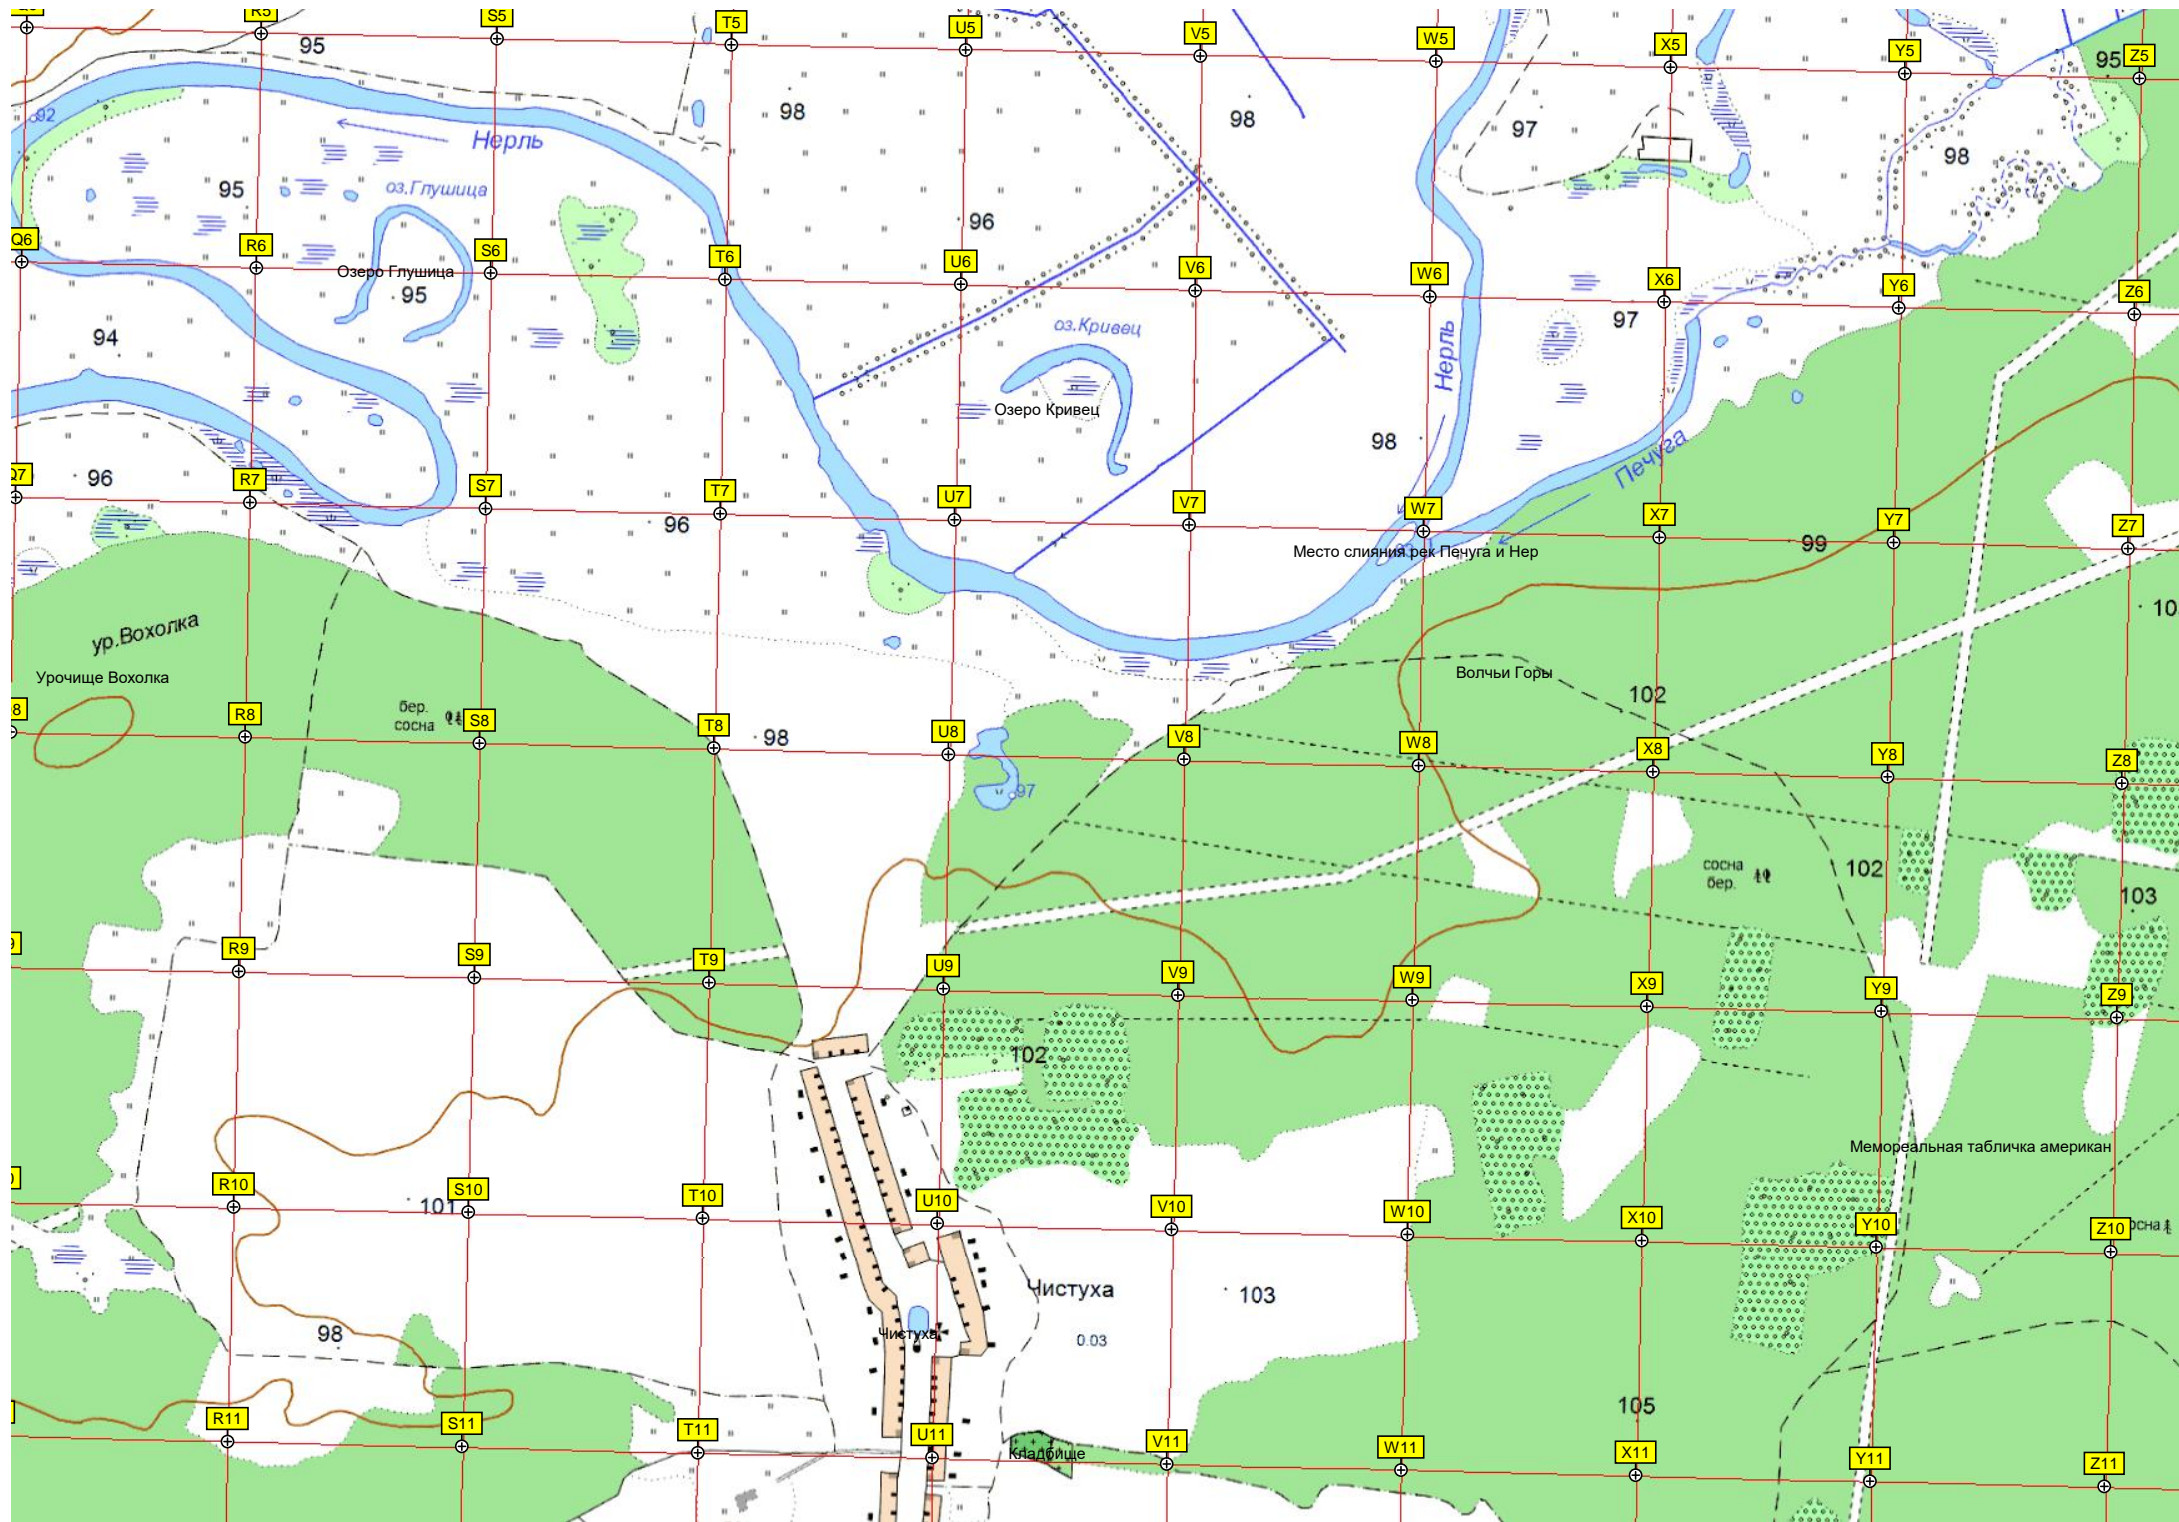 R5
S5
T5
U5
V5
W5
X5
Y5
Z5
95
98
98
97
95
98
92
Нерль
95
оз.Глушица
96
Q6
R6
S6
T6
U6
V6
W6
X6
Y6
Z6
Озеро Глушица
95
94
оз.Кривец
97
Нерль
Озеро Кривец
98
Печуга
Q7
R7
S7
T7
U7
V7
W7
X7
Y7
Z7
96
96
99
Место слияния рек Печуга и Нер
10
ур.Вохолка
Урочище Вохолка
Волчьи Горы
102
8
R8
бер.
сосна
S8
T8
98
U8
V8
W8
X8
Y8
Z8
97
сосна
бер.
102
103
9
R9
S9
T9
U9
V9
W9
X9
Y9
Z9
102
Мемореальная табличка американ
R10
101
S10
T10
U10
V10
W10
X10
Y10
Z10
осна
Чистуха
103
98
Чистуха
0.03
105
R11
S11
T11
U11
Кладбище
V11
W11
X11
Y11
Z11